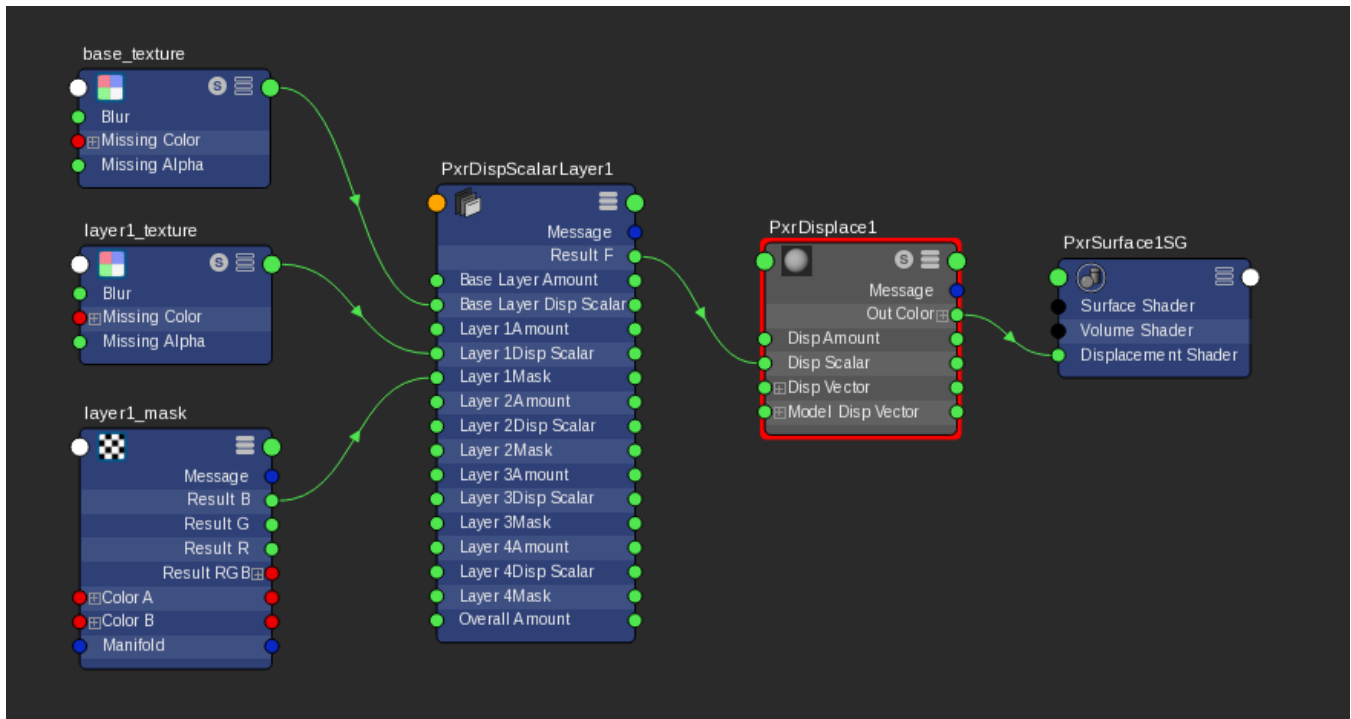 base_texture
S
Blur
Missing Color
Missing Alpha
layer1_texture
S
Blur
Missing Color
Missing Alpha
layer1_mask
Message
Result B
Result G
Result R
Result RGB
Color A
Color B
Manifold
PxrDispScalarLayer1
Message
Result F
Base Layer Amount
Base Layer Disp Scalar
Layer 1Amount
Layer 1Disp Scalar
Layer 1Mask
Layer 2Amount
Layer 2Disp Scalar
Layer 2Mask
Layer 3Amount
Layer 3Disp Scalar
Layer 3Mask
Layer 4Amount
Layer 4Disp Scalar
Layer 4Mask
Overall Amount
PxrDisplace1
S
Message
Out Color
Disp Amount
Disp Scalar
Disp Vector
Model Disp Vector
PxrSurface1SG
Surface Shader
Volume Shader
Displacement Shader